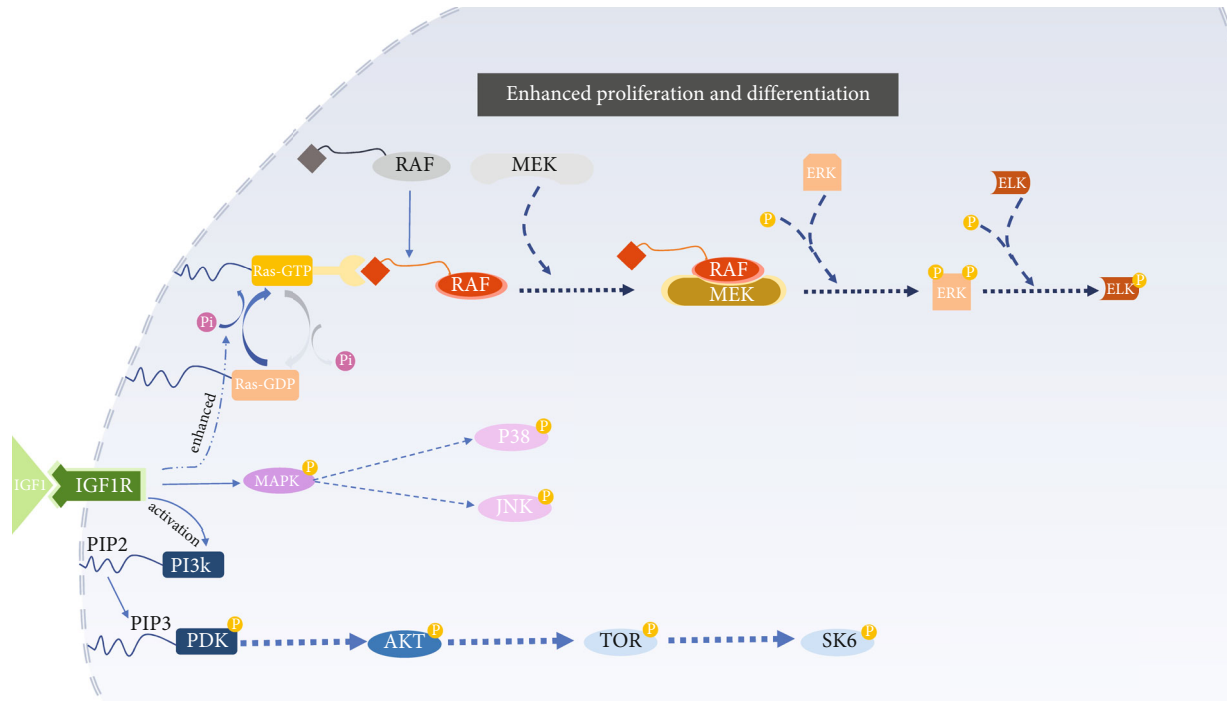 Enhanced proliferation and differentiation
RAF
MEK
ERK
ELK
P
P
Ras-GTP
RAF
RAF
MEK
P
P
ERK
ELK
P
Pi
Pi
Ras-GDP
enhanced
IGF1
IGF1R
MAPK
P
P38
P
JNK
P
activation
PIP2
PI3k
PIP3
PDK
P
AKT
P
TOR
P
SK6
P